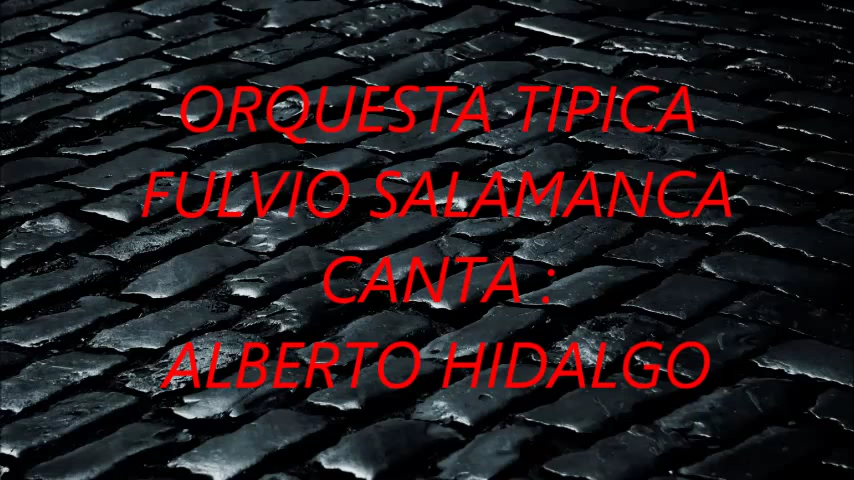 ORQUESTA TIPICA
FULVIO SALAMANCA
CANTA :
ALBERTO HIDALGO